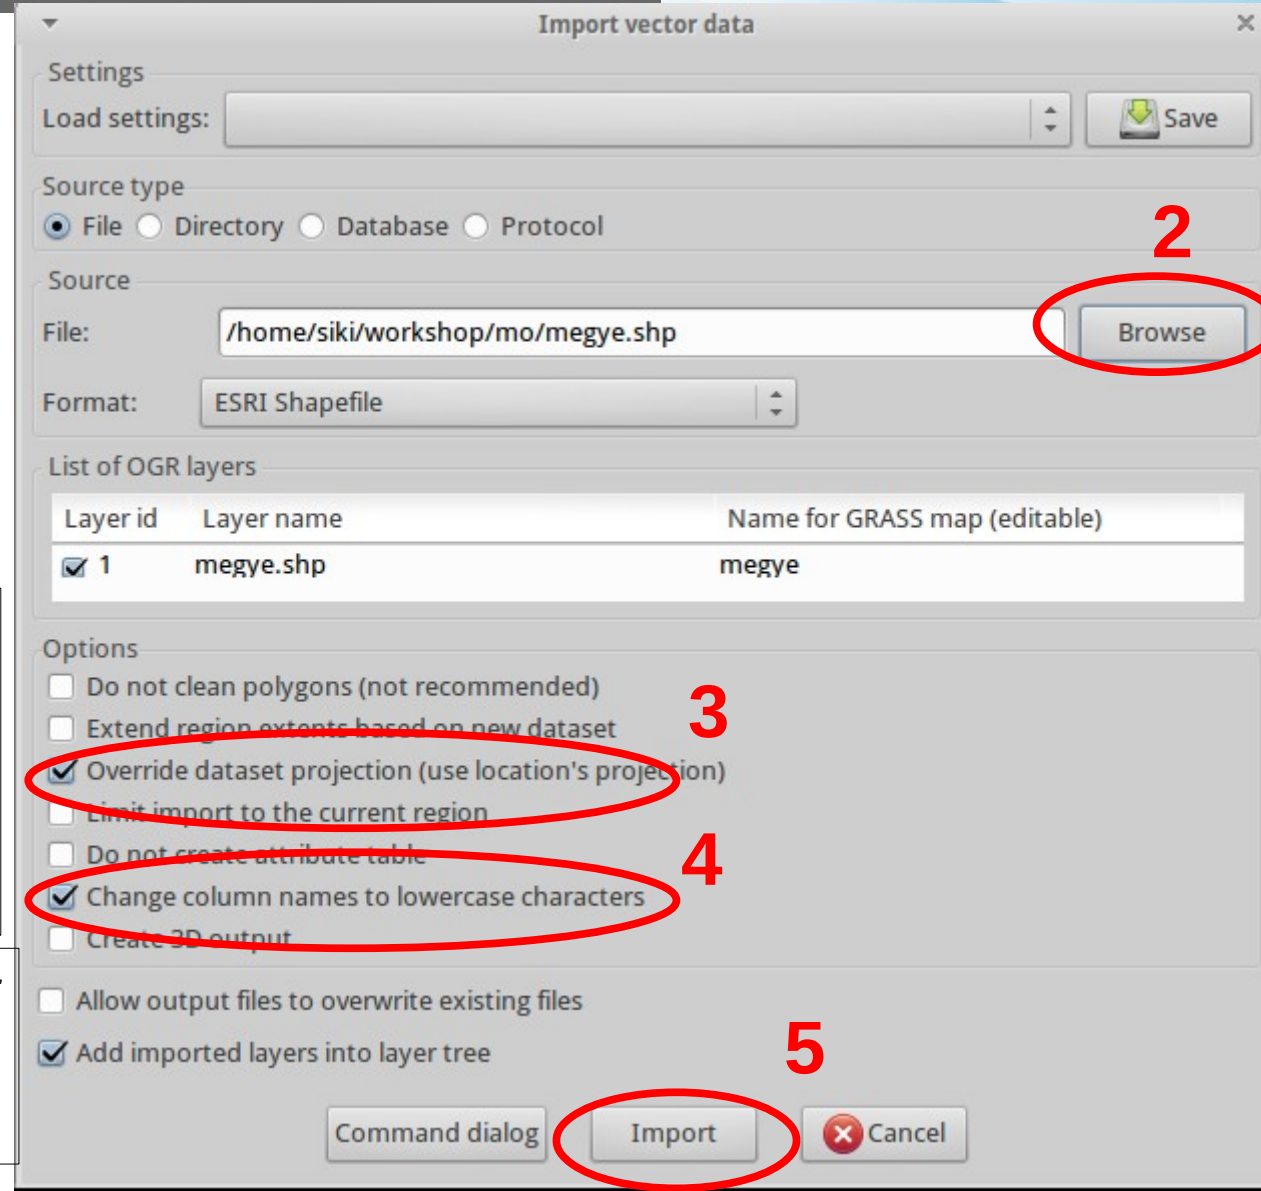 Import vector data
Settings
Load settings:
Save
Source type
File Directory Database Protocol
2
Source
File: /home/siki/workshop/mo/megye.shp Browse
Format: ESRI Shapefile
List of OGR layers
Layer id Layer name Name for GRASS map (editable)
1 megye.shp megye
Options
Do not clean polygons (not recommended)
3
Extend region extents based on new dataset
Override dataset projection (use location's projection)
Limit import to the current region
Do not create attribute table
4
Change column names to lowercase characters
Create 3D output
Allow output files to overwrite existing files
Add imported layers into layer tree
5
Command dialog Import Cancel